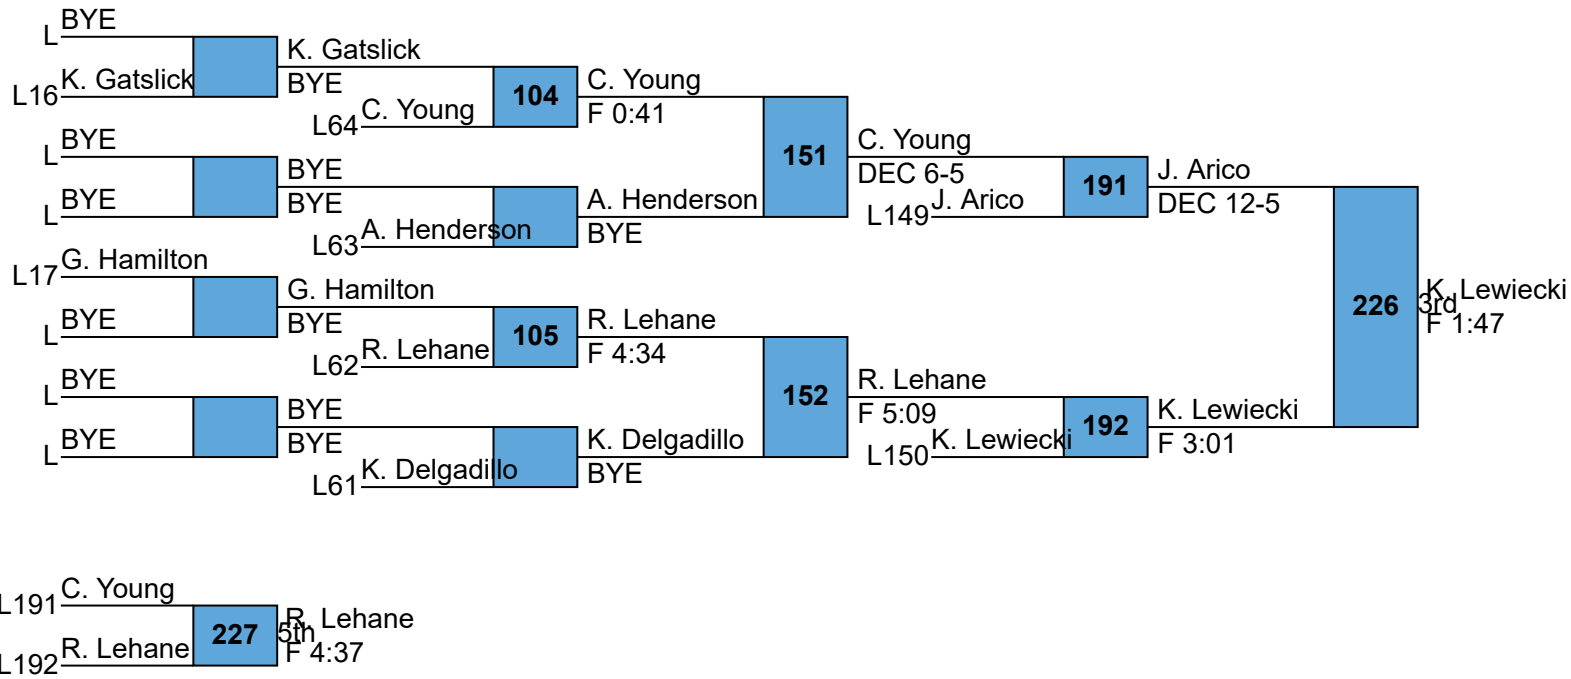 BYE
L
K. Gatslick
L16
K. Gatslick
BYE
C. Young
L64
104
C. Young
F 0:41
BYE
L
BYE
L
BYE
BYE
A. Henderson
L63
A. Henderson
BYE
151
C. Young
DEC 6-5
J. Arico
L149
191
J. Arico
DEC 12-5
G. Hamilton
L17
BYE
L
G. Hamilton
BYE
R. Lehane
L62
105
R. Lehane
F 4:34
BYE
L
BYE
L
BYE
BYE
K. Delgadillo
L61
K. Delgadillo
BYE
152
R. Lehane
F 5:09
K. Lewiecki
L150
192
K. Lewiecki
F 3:01
226
K. Lewiecki
3rd
F 1:47
C. Young
L191
R. Lehane
L192
227
R. Lehane
5th
F 4:37